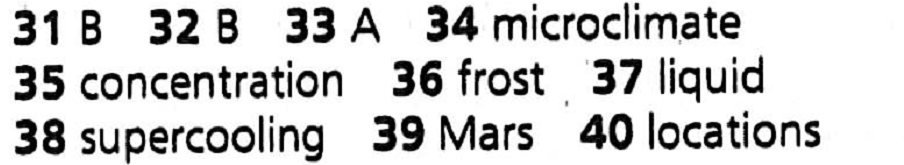 31 B 32 B 33 A 34 microclimate
35 concentration 36 frost 37 liquid
38 supercooling 39 Mars 40 locations